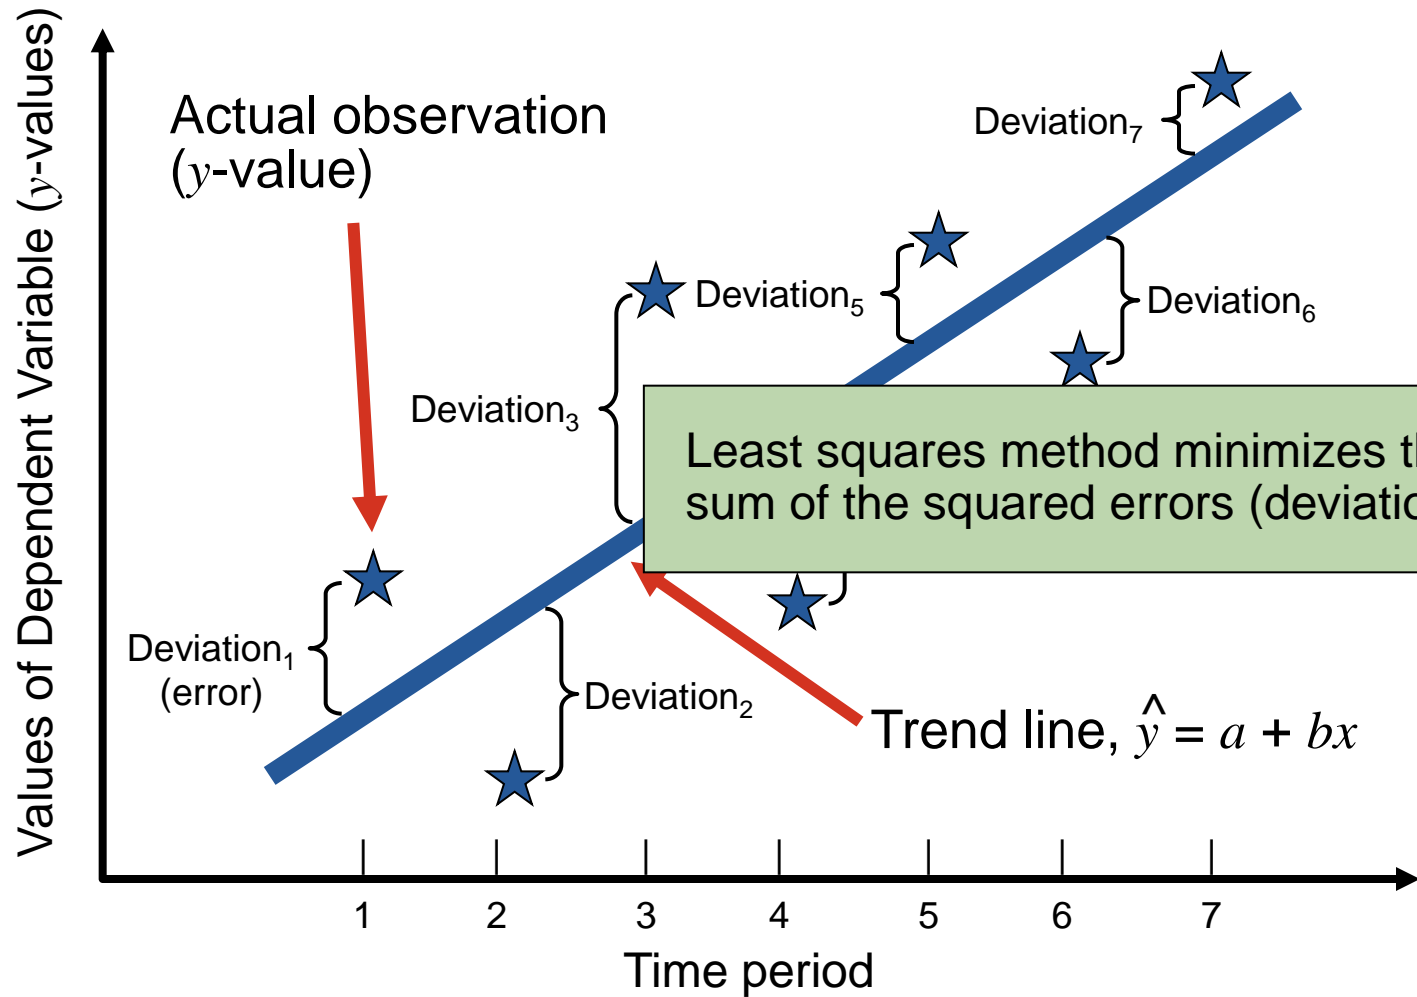 Values of Dependent Variable (y-values)
Actual observation
(y-value)
Deviation₇
Deviation₅
Deviation₆
Deviation₃
Least squares method minimizes
sum of the squared errors
Deviation₁
(error)
Deviation₂
Trend line, ŷ = a + bx
1 2 3 4 5 6 7
Time period